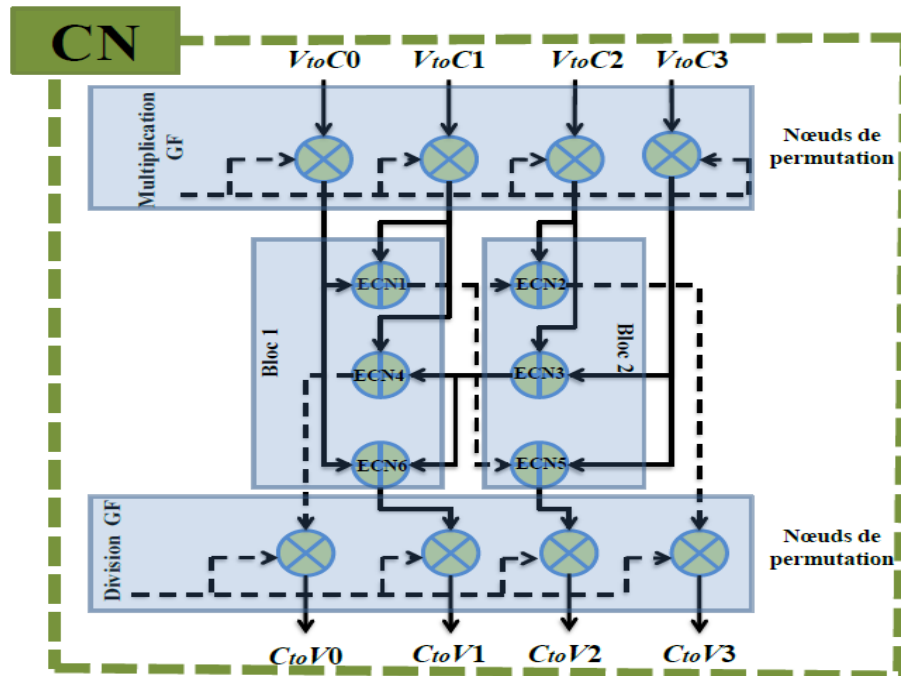 CN
VtoC0
VtoC1
VtoC2
VtoC3
Multiplication
GF
Nœuds de
permutation
Bloc 1
ECN1
ECN2
Bloc 2
ECN4
ECN3
ECN6
ECN5
Division GF
Nœuds de
permutation
CtoV0
CtoV1
CtoV2
CtoV3